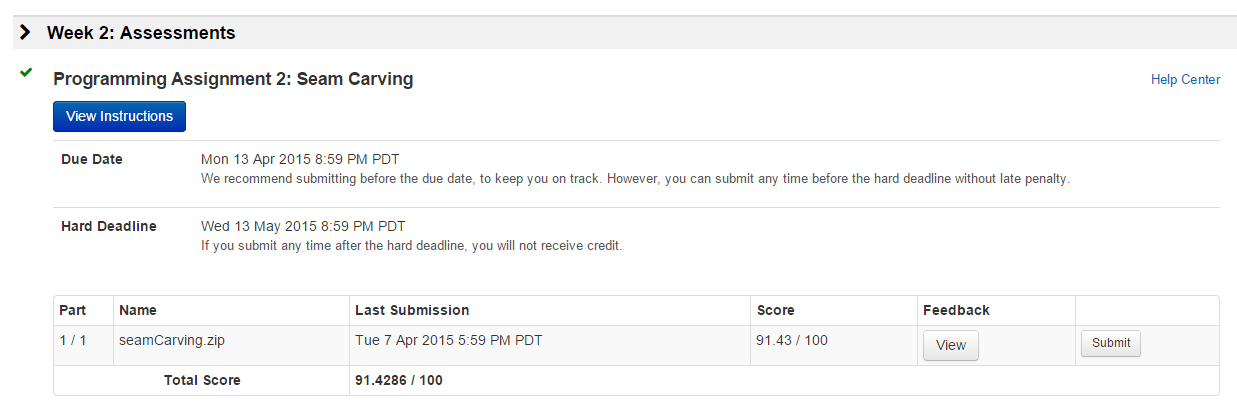 Week 2: Assessments
Programming Assignment 2: Seam Carving
Help Center
View Instructions
Due Date
Mon 13 Apr 2015 8:59 PM PDT
We recommend submitting before the due date, to keep you on track. However, you can submit any time before the hard deadline without late penalty.
Hard Deadline
Wed 13 May 2015 8:59 PM PDT
If you submit any time after the hard deadline, you will not receive credit.
Part Name Last Submission Score Feedback
1 / 1 seamCarving.zip Tue 7 Apr 2015 5:59 PM PDT 91.43 / 100 View Submit
Total Score 91.4286 / 100